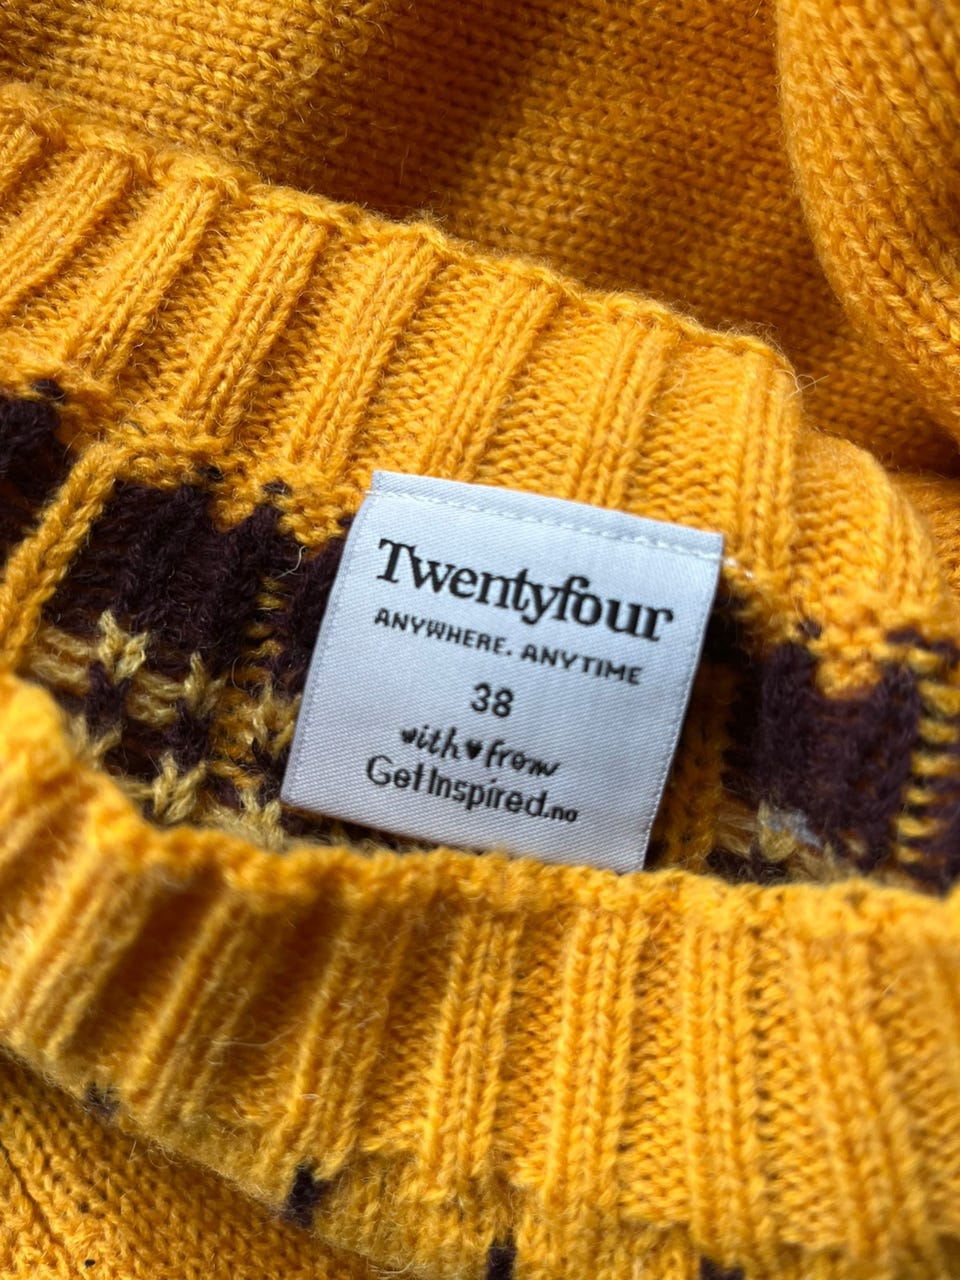 Twentyfour
ANYWHERE. ANYTIME
38
with♥from
GetInspired.no